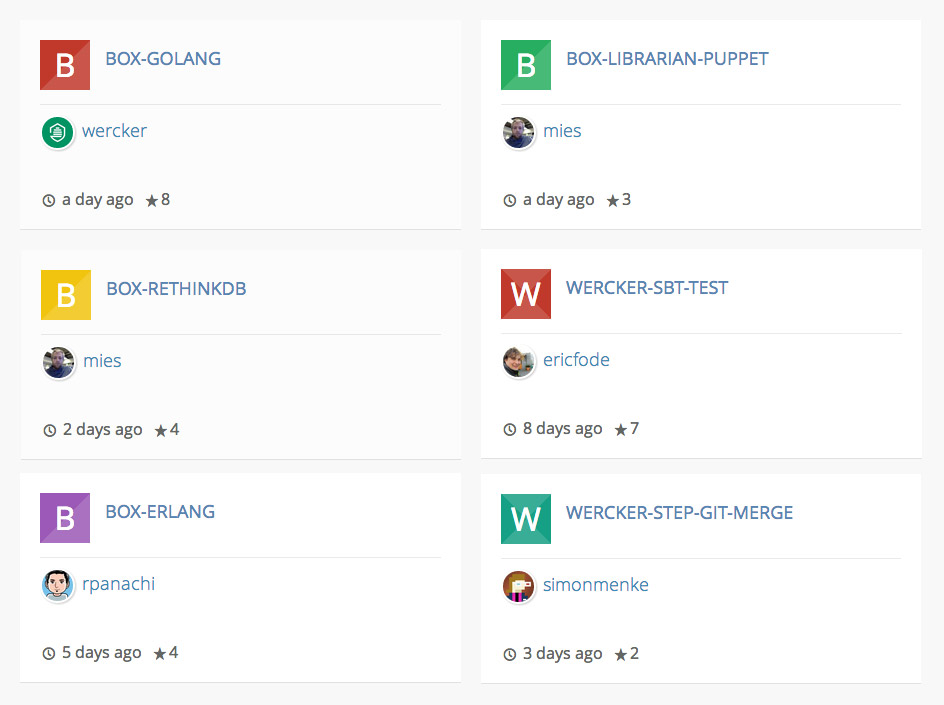 B BOX-GOLANG
wercker
a day ago ★8
B BOX-LIBRARIAN-PUPPET
mies
a day ago ★3
B BOX-RETHINKDB
mies
2 days ago ★4
W WERCKER-SBT-TEST
ericfode
8 days ago ★7
B BOX-ERLANG
rpanachi
5 days ago ★4
W WERCKER-STEP-GIT-MERGE
simonmenke
3 days ago ★2